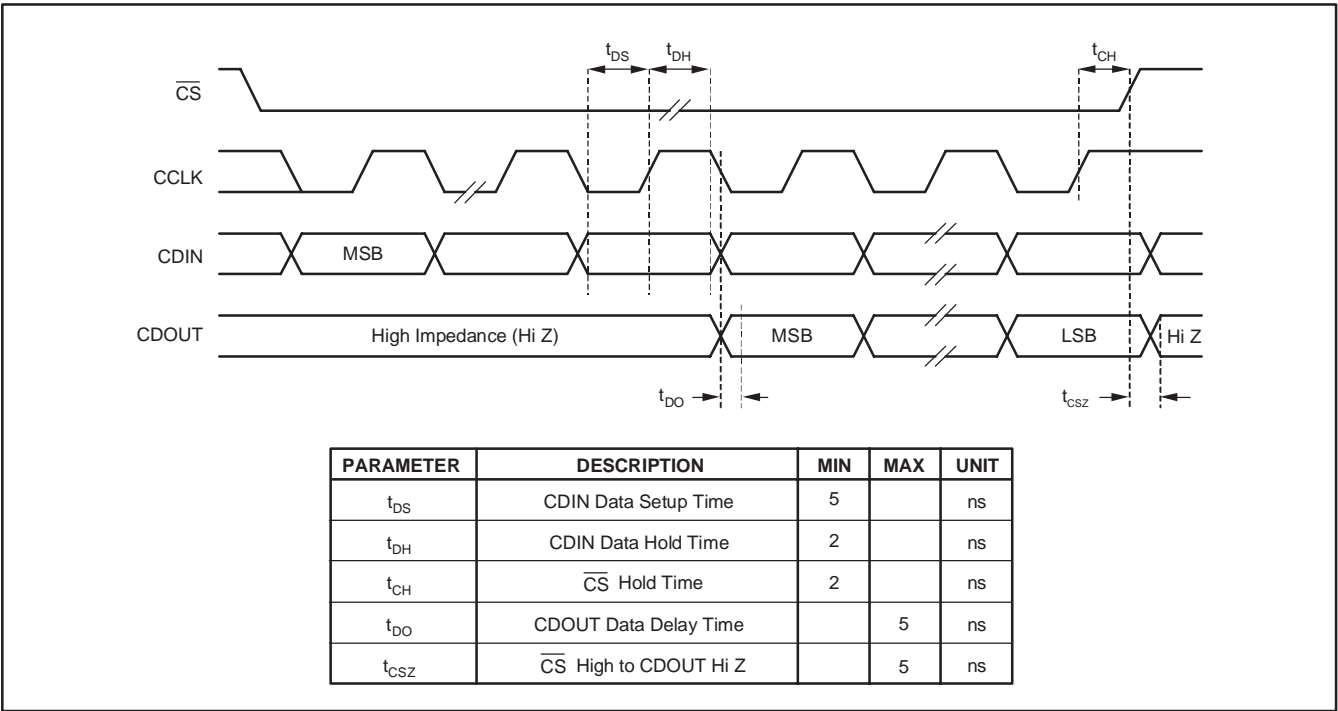 tDS tDH tCH
CS
CCLK
CDIN MSB
CDOUT High Impedance (Hi Z) MSB LSB Hi Z
tDO tCSZ
PARAMETER DESCRIPTION MIN MAX UNIT
tDS CDIN Data Setup Time 5 ns
tDH CDIN Data Hold Time 2 ns
tCH CS Hold Time 2 ns
tDO CDOUT Data Delay Time 5 ns
tCSZ CS High to CDOUT Hi Z 5 ns